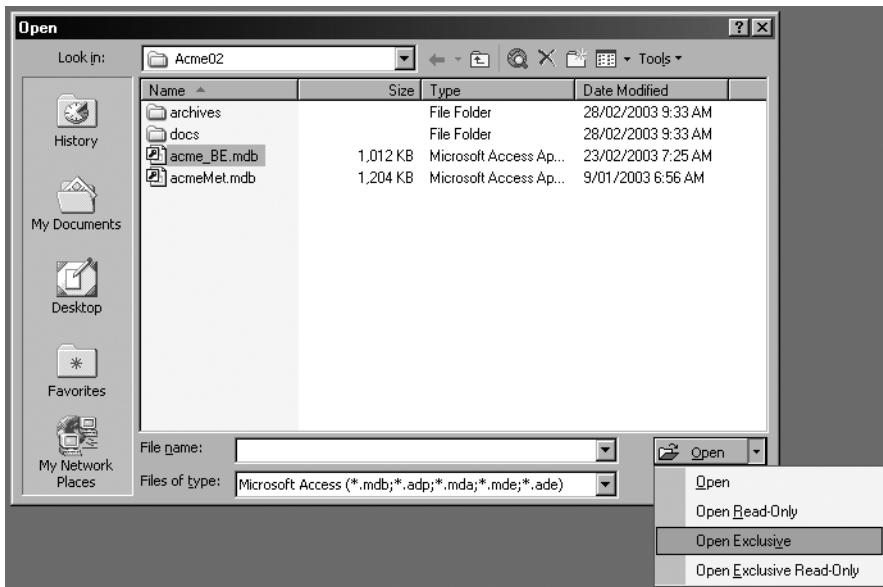 Open
Look in: Acme02 Tools
Name Size Type Date Modified
archives File Folder 28/02/2003 9:33 AM
docs File Folder 28/02/2003 9:33 AM
acme_BE.mdb 1,012 KB Microsoft Access Ap... 23/02/2003 7:25 AM
acmeMet.mdb 1,204 KB Microsoft Access Ap... 9/01/2003 6:56 AM
History
My Documents
Desktop
Favorites
My Network
Places
File name:
Files of type: Microsoft Access (*.mdb;*.adp;*.mda;*.mde;*.ade)
Open
Open
Open Read-Only
Open Exclusive
Open Exclusive Read-Only